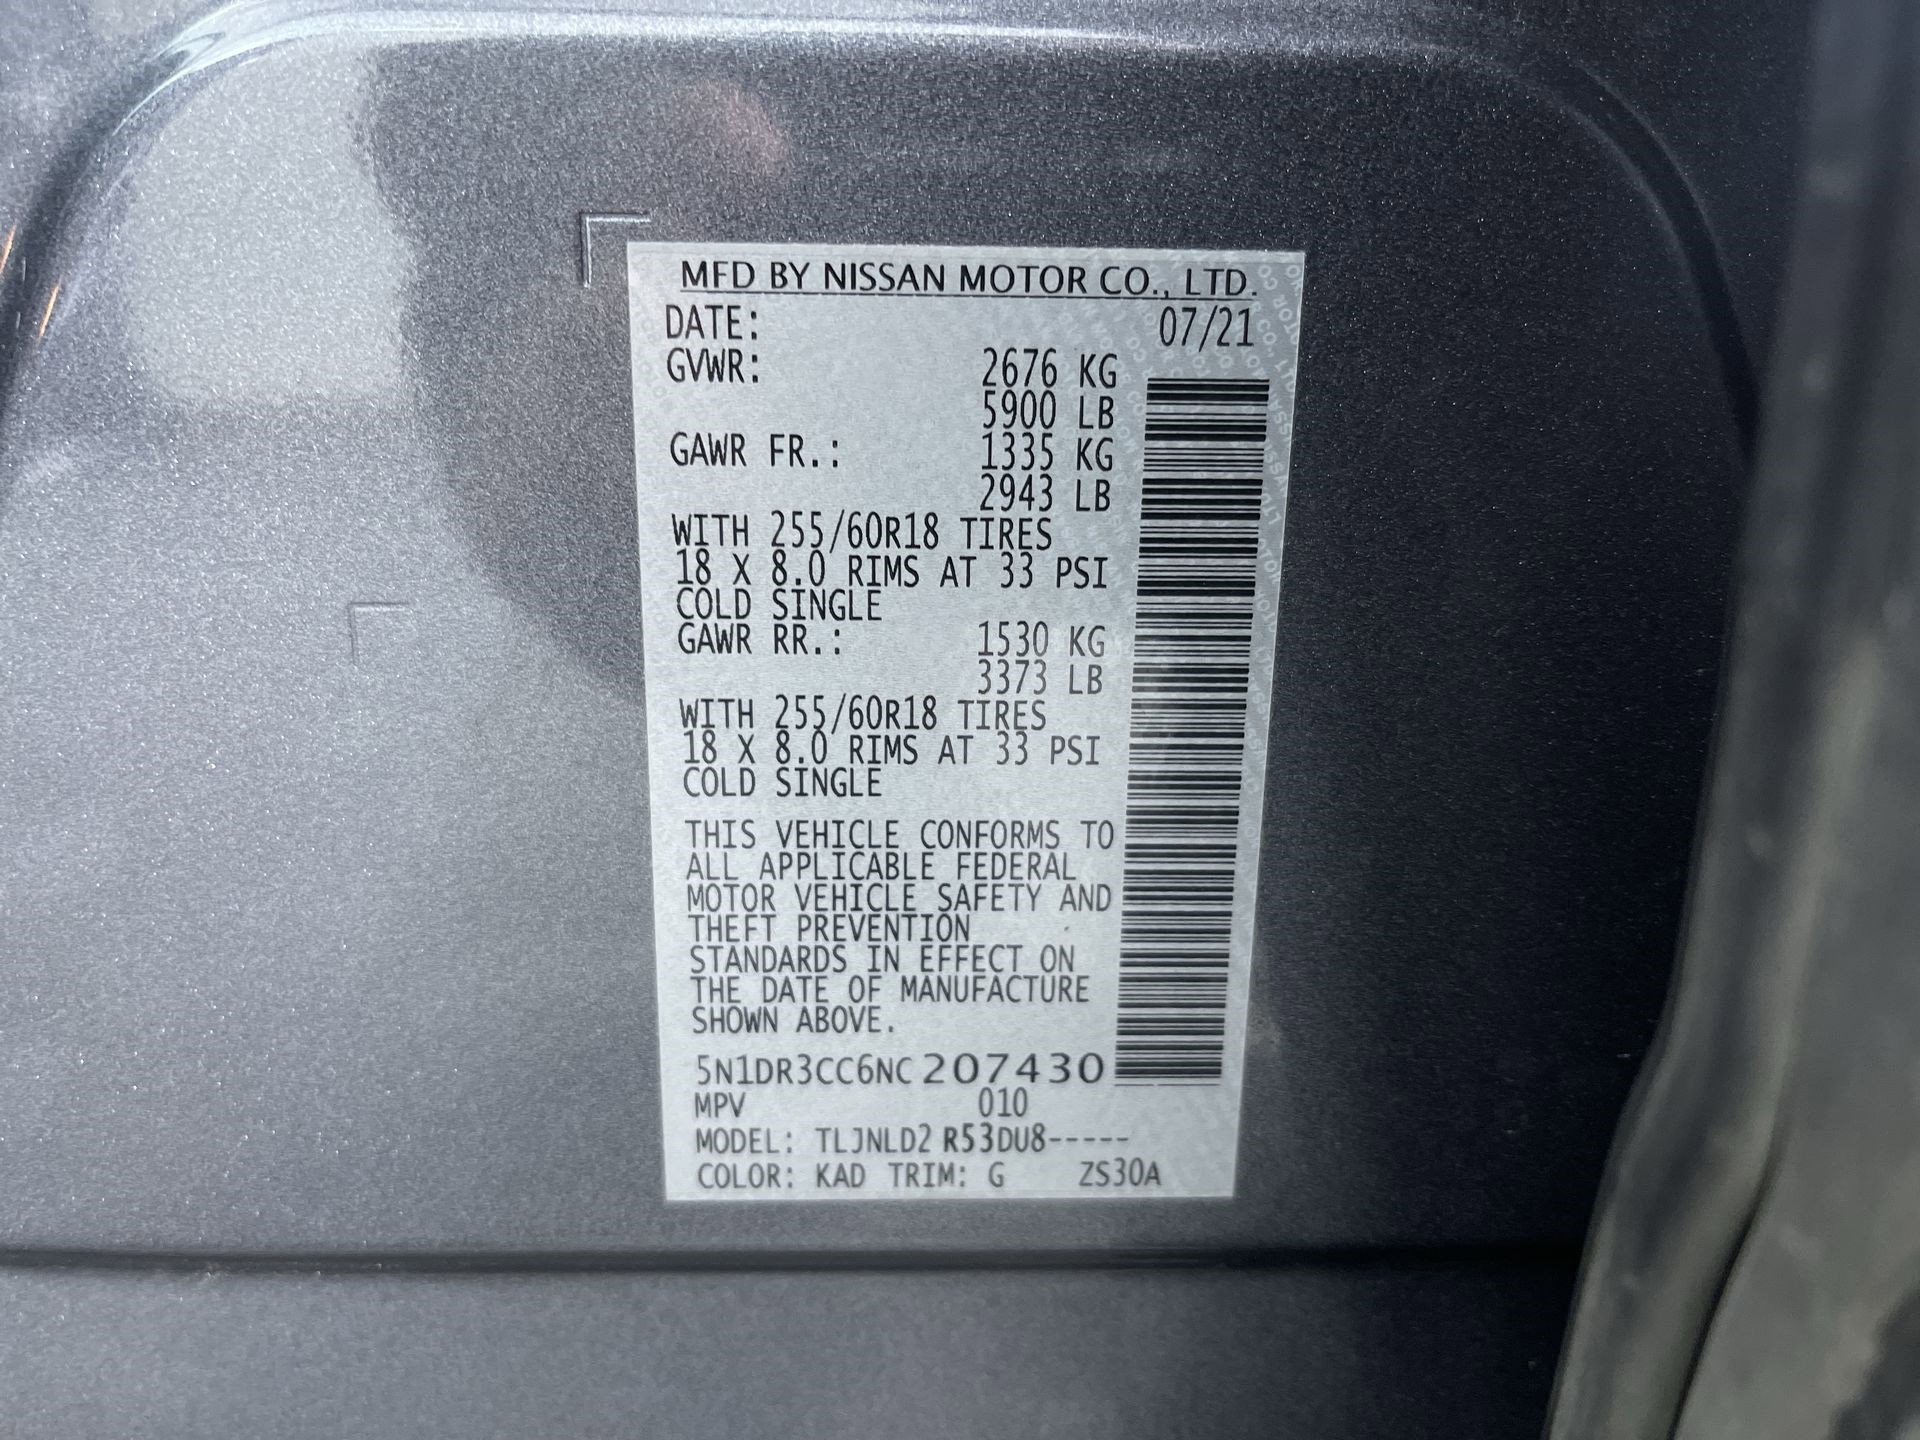 MFD BY NISSAN MOTOR CO., LTD.
DATE: 07/21
GVWR: 2676 KG
5900 LB
GAWR FR.: 1335 KG
2943 LB
WITH 255/60R18 TIRES
18 X 8.0 RIMS AT 33 PSI
COLD SINGLE
GAWR RR.: 1530 KG
3373 LB
WITH 255/60R18 TIRES
18 X 8.0 RIMS AT 33 PSI
COLD SINGLE
THIS VEHICLE CONFORMS TO
ALL APPLICABLE FEDERAL
MOTOR VEHICLE SAFETY AND
THEFT PREVENTION
STANDARDS IN EFFECT ON
THE DATE OF MANUFACTURE
SHOWN ABOVE.
5N1DR3CC6NC207430
MPV 010
MODEL: TLJNLD2 R53DU8-----
COLOR: KAD TRIM: G ZS30A